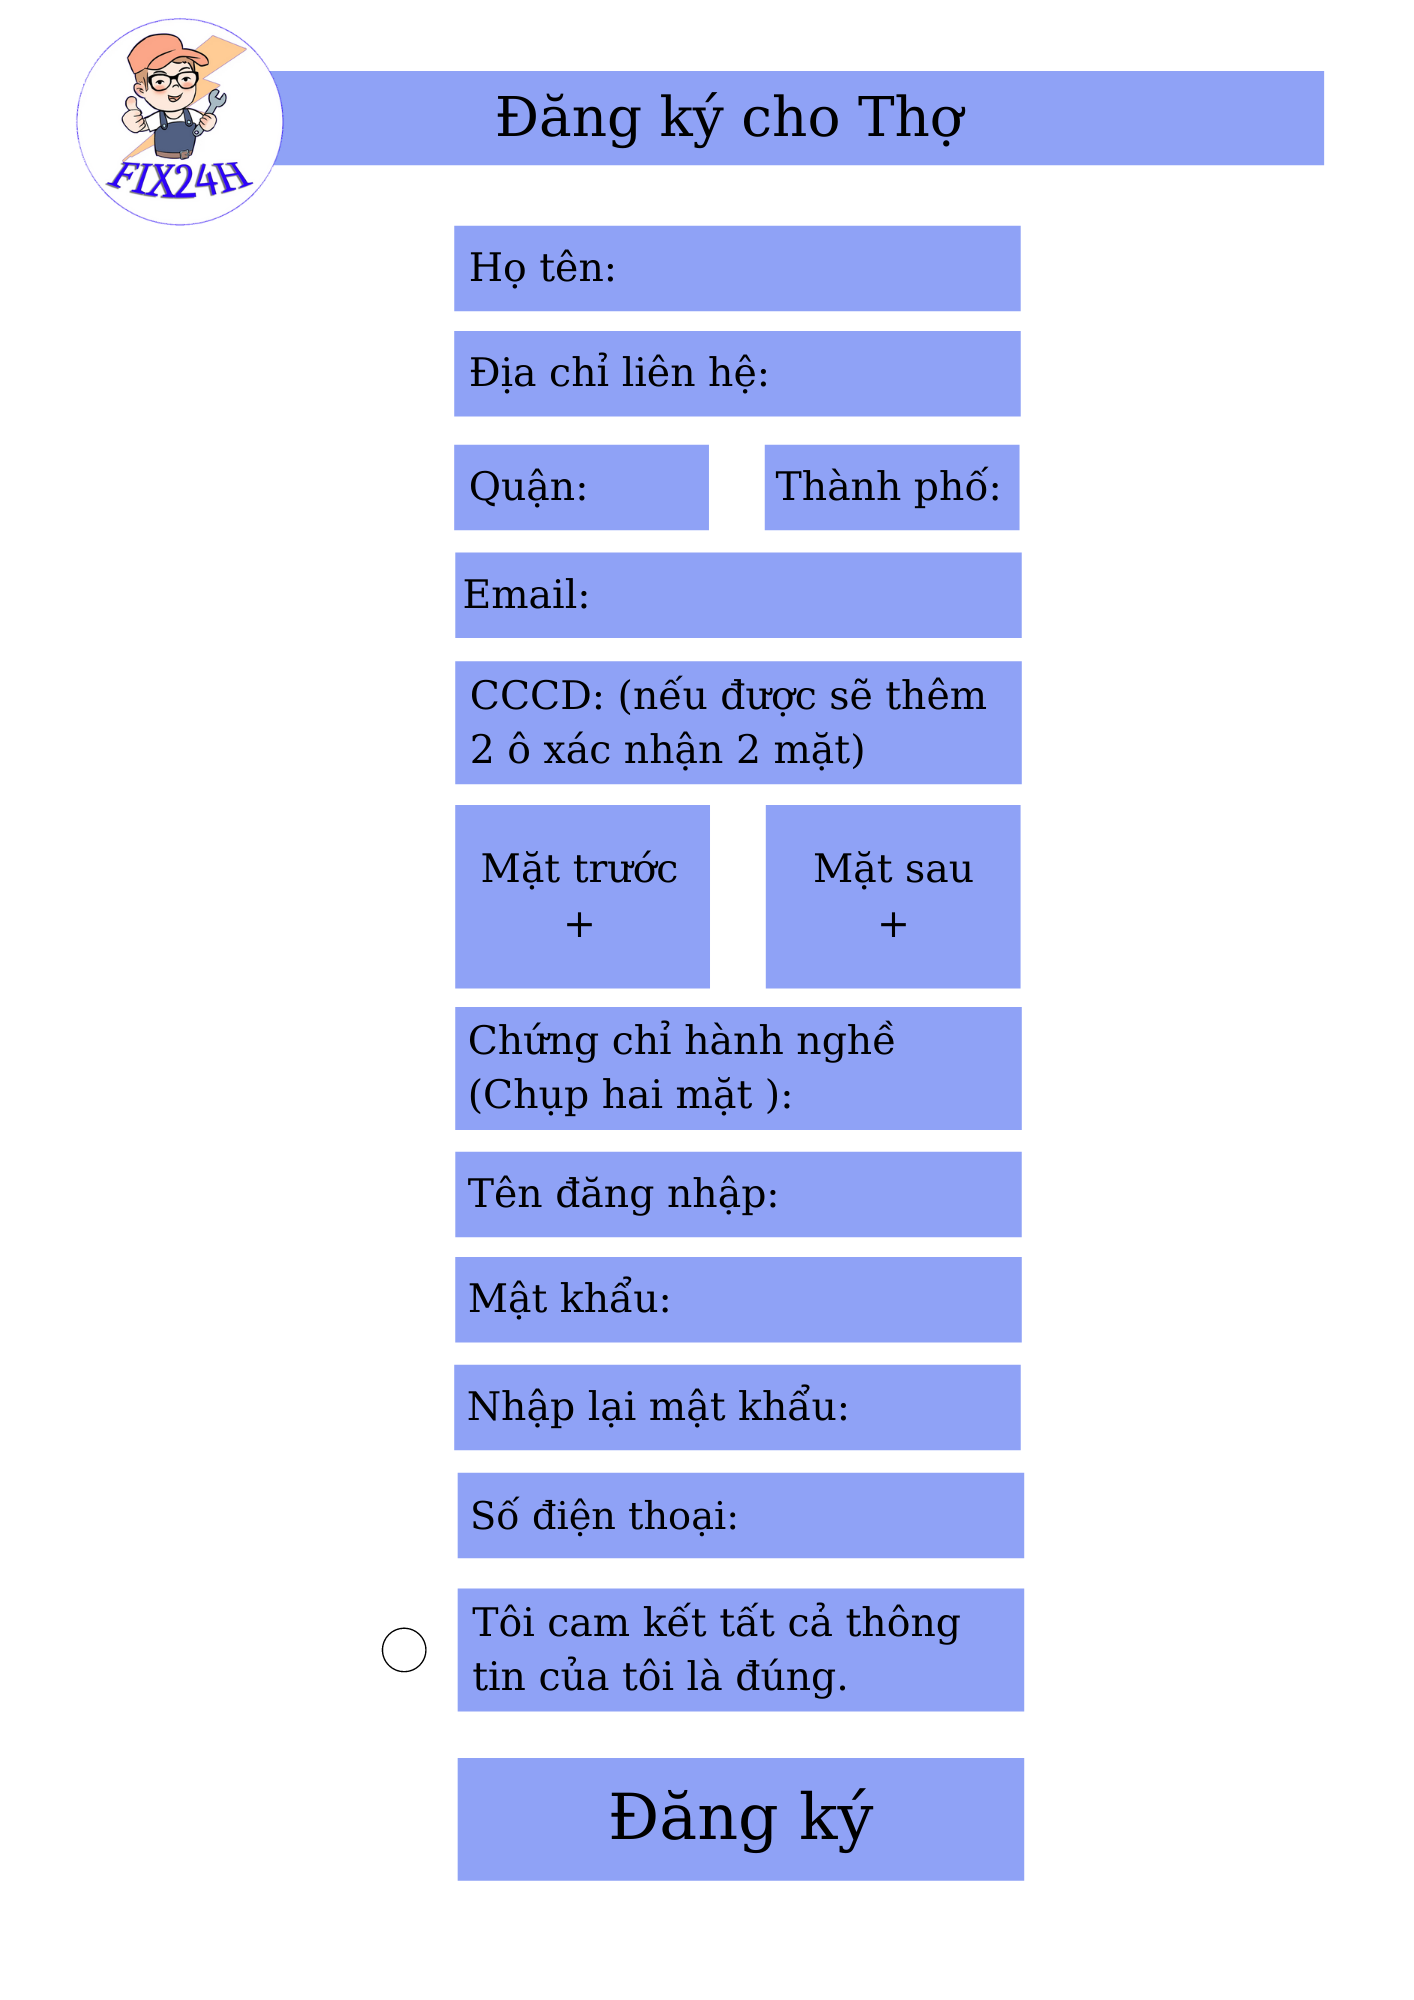 FIX24H
Đăng ký cho Thợ
Họ tên:
Địa chỉ liên hệ:
Quận:
Thành phố:
Email:
CCCD: (nếu được sẽ thêm
2 ô xác nhận 2 mặt)
Mặt trước
+
Mặt sau
+
Chứng chỉ hành nghề
(Chụp hai mặt ):
Tên đăng nhập:
Mật khẩu:
Nhập lại mật khẩu:
Số điện thoại:
Tôi cam kết tất cả thông
tin của tôi là đúng.
Đăng ký